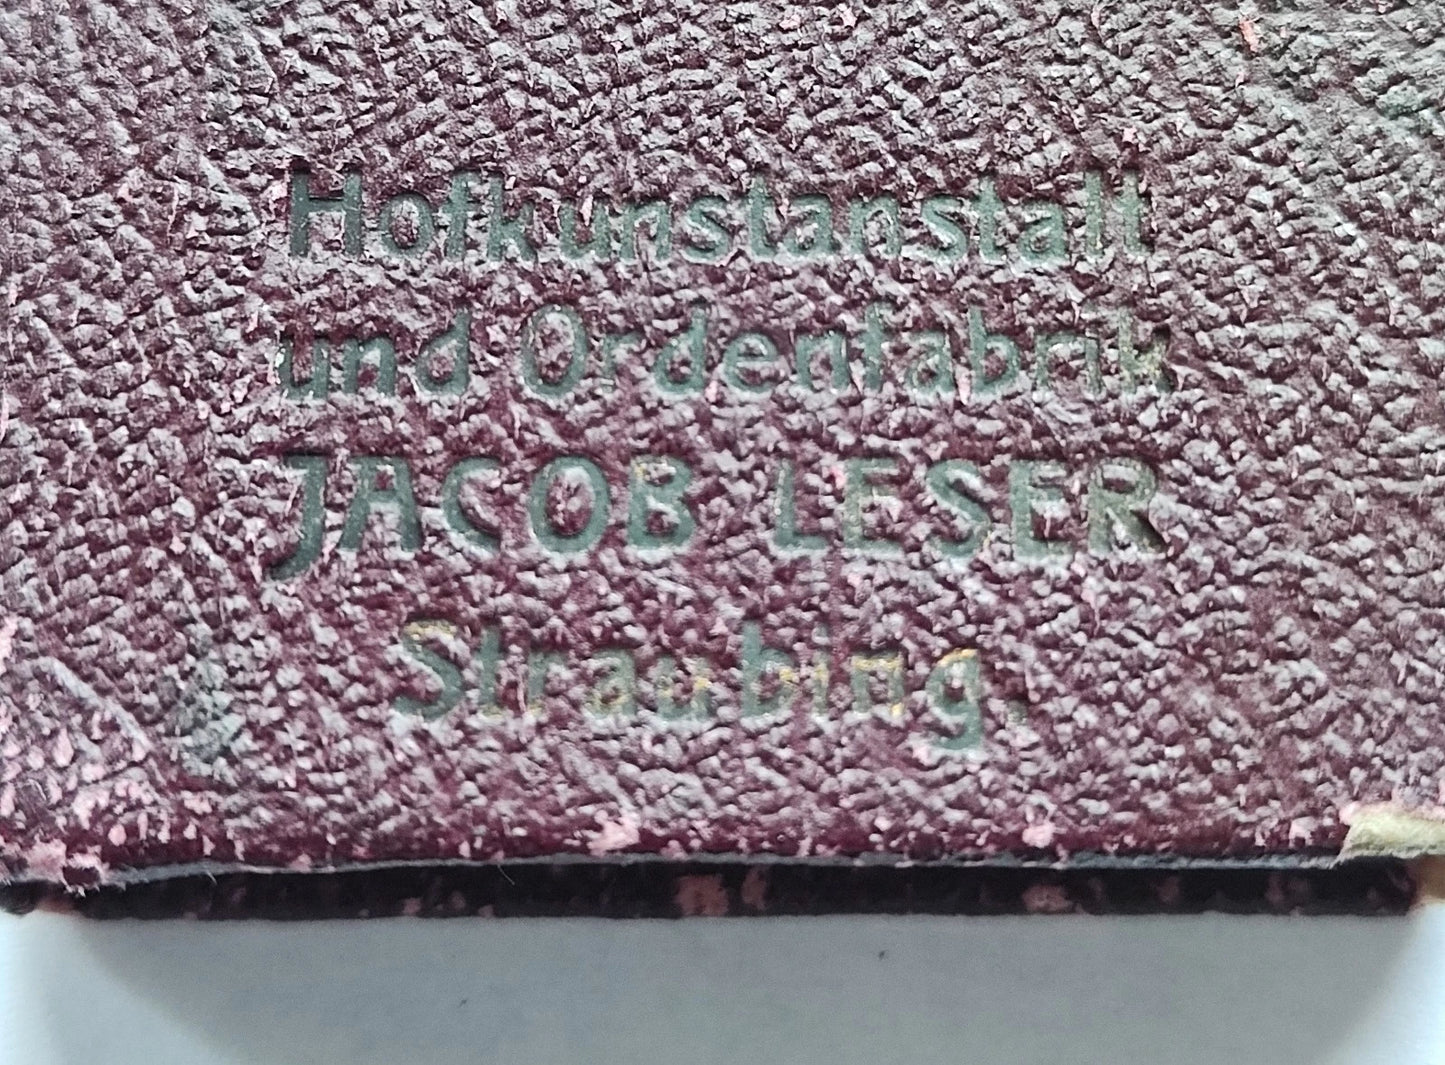 Hofkunstanstalt
und Ordenfabrik
JACOB LESER
Straubing.